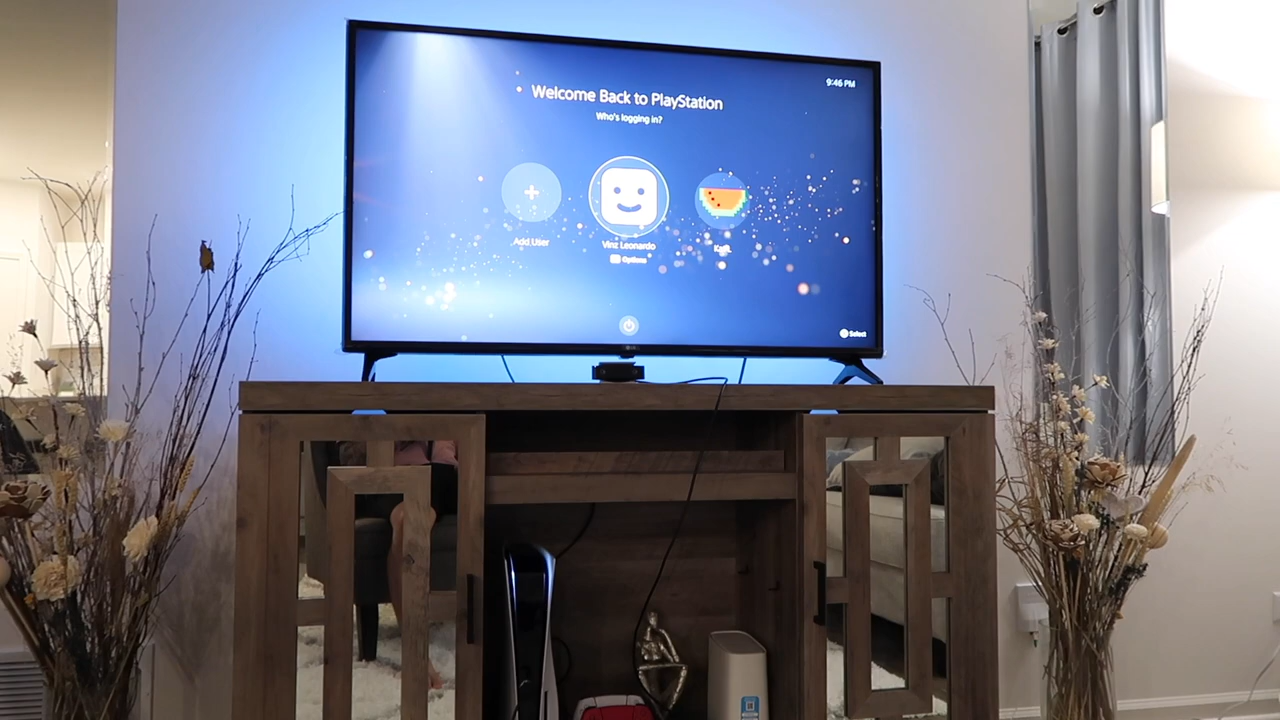 9:46 PM
Welcome Back to PlayStation
Who's logging in?
Add User
Vinz Leonardo
Options
Select